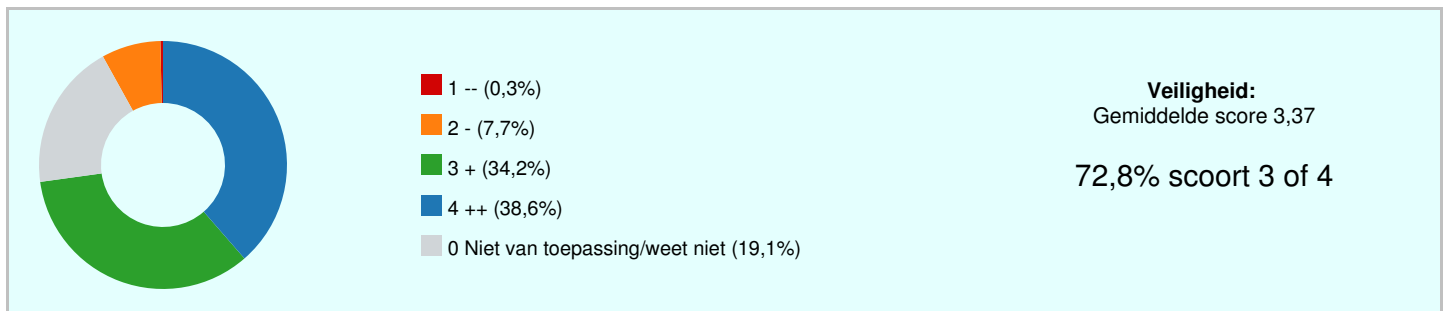 1 -- (0,3%)
2 - (7,7%)
3 + (34,2%)
4 ++ (38,6%)
0 Niet van toepassing/weet niet (19,1%)
Veiligheid:
Gemiddelde score 3,37
72,8% scoort 3 of 4